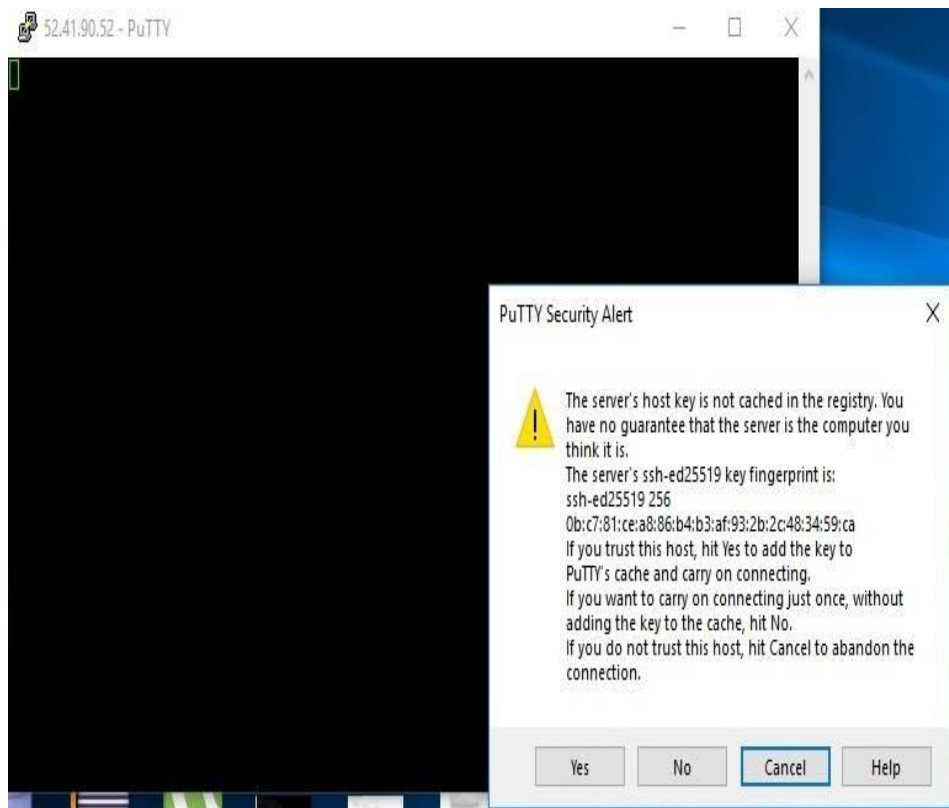 52.41.90.52 - PuTTY
PuTTY Security Alert
The server's host key is not cached in the registry. You
have no guarantee that the server is the computer you
think it is.
The server's ssh-ed25519 key fingerprint is:
ssh-ed25519 256
0b:c7:81:ce:a8:86:b4:b3:af:93:2b:2c:48:34:59:ca
If you trust this host, hit Yes to add the key to
PuTTY's cache and carry on connecting.
If you want to carry on connecting just once, without
adding the key to the cache, hit No.
If you do not trust this host, hit Cancel to abandon the
connection.
Yes No Cancel Help